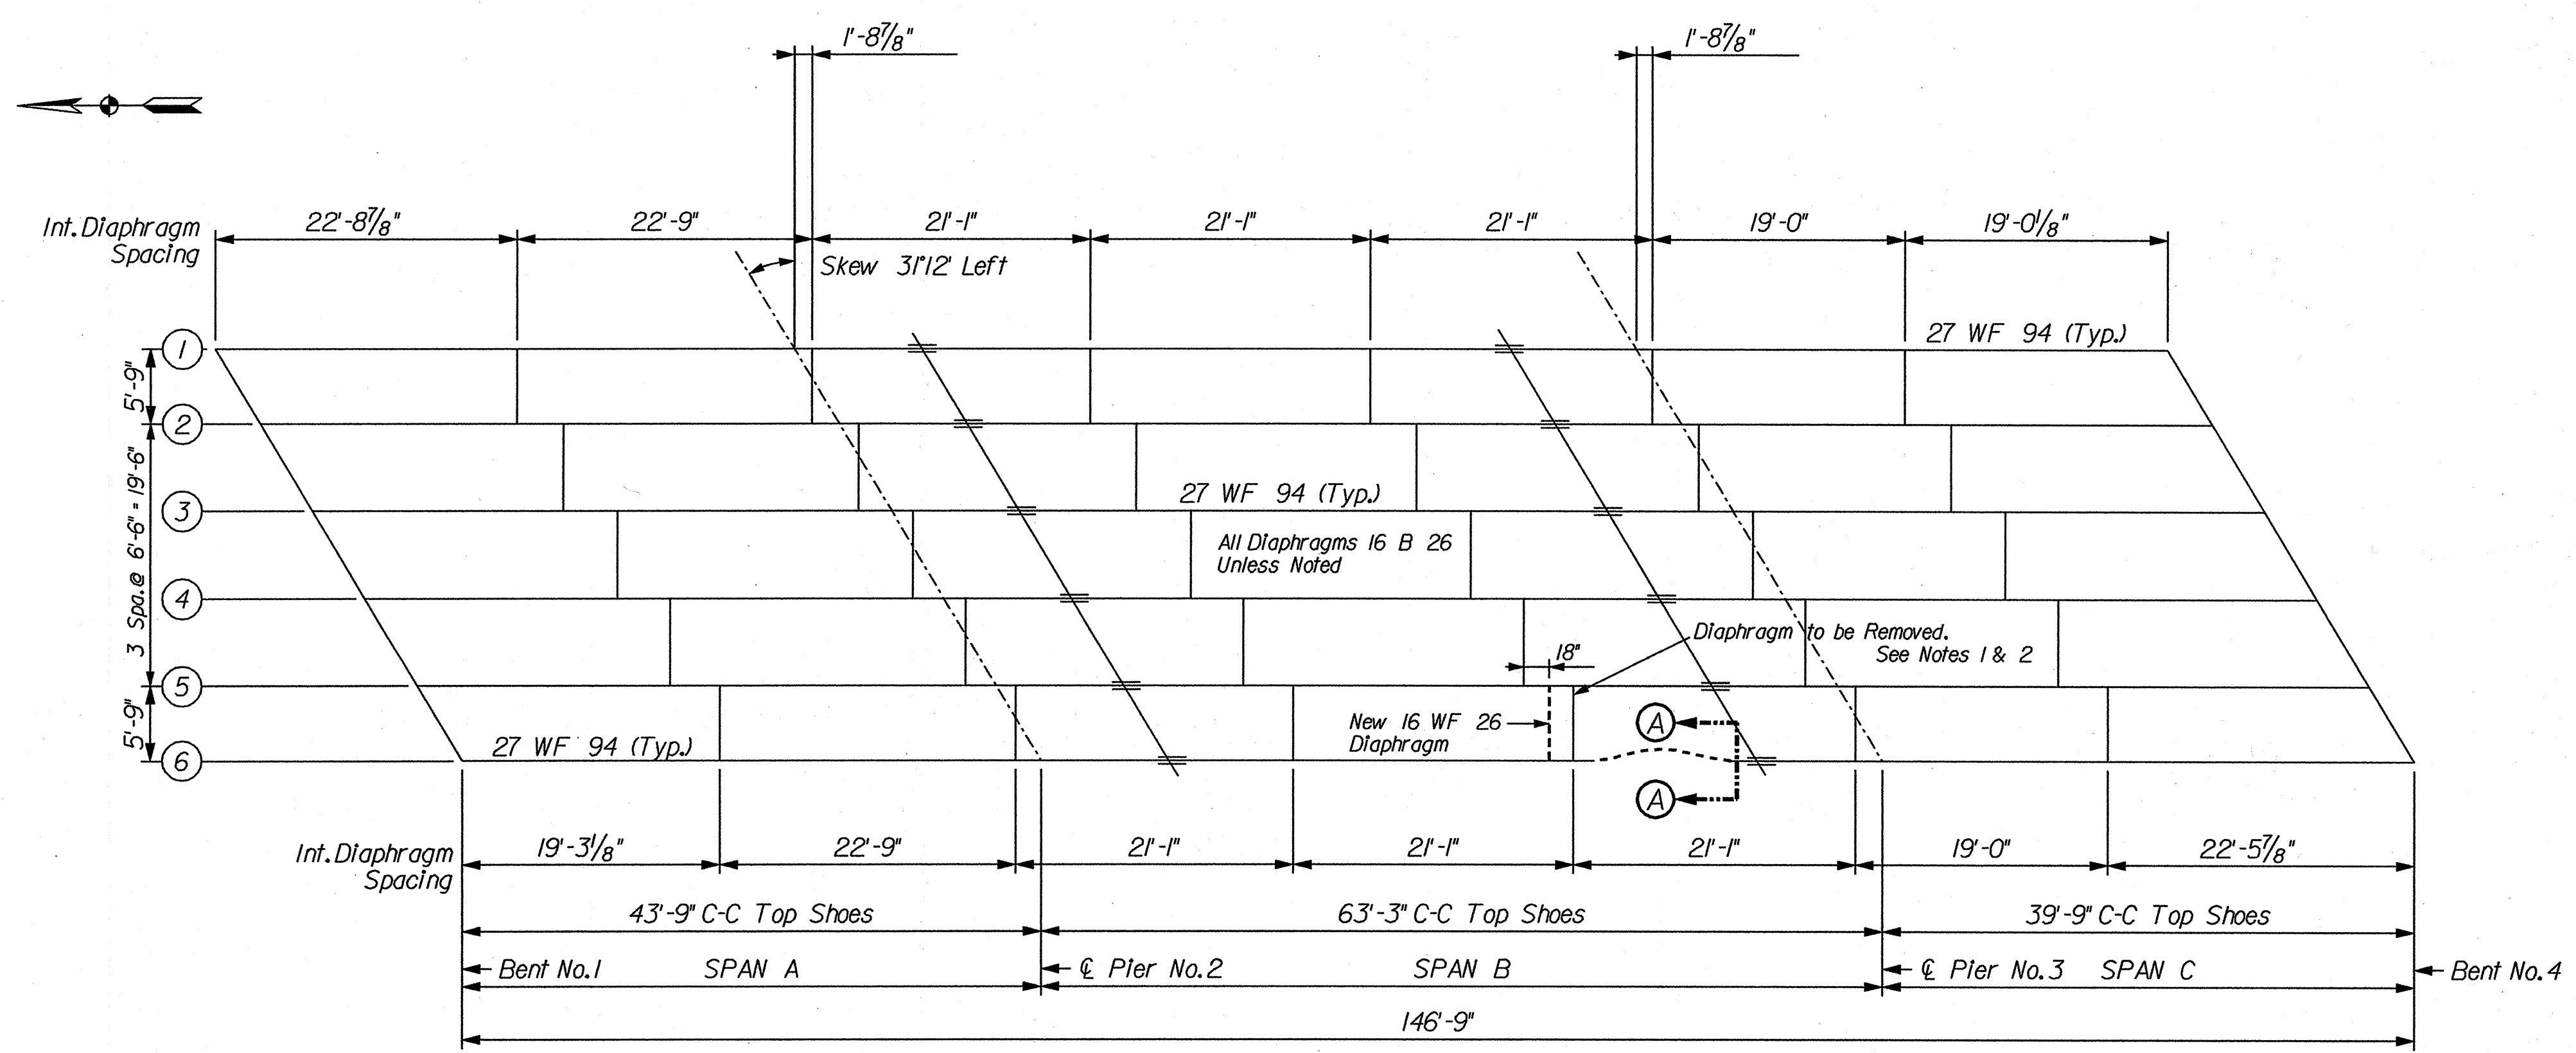 1'-8 7/8"
1'-8 7/8"
Int. Diaphragm
Spacing
22'-8 7/8"
22'-9"
21'-1"
21'-1"
21'-1"
19'-0"
19'-0 1/8"
Skew 31°12' Left
27 WF 94 (Typ.)
1
5'-9"
2
3 Spa. @ 6'-6" = 19'-6"
27 WF 94 (Typ.)
3
All Diaphragms 16 B 26
Unless Noted
4
Diaphragm to be Removed.
See Notes 1 & 2
18"
5
5'-9"
New 16 WF 26
Diaphragm
A
27 WF 94 (Typ.)
6
A
Int. Diaphragm
Spacing
19'-3 1/8"
22'-9"
21'-1"
21'-1"
21'-1"
19'-0"
22'-5 7/8"
43'-9" C-C Top Shoes
63'-3" C-C Top Shoes
39'-9" C-C Top Shoes
Bent No. 1
SPAN A
℄ Pier No. 2
SPAN B
℄ Pier No. 3
SPAN C
Bent No. 4
146'-9"